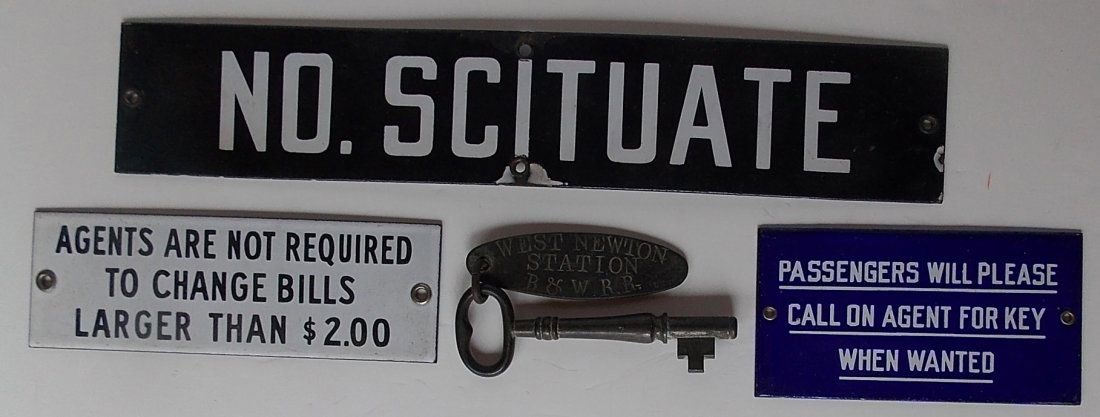 NO. SCITUATE
AGENTS ARE NOT REQUIRED
TO CHANGE BILLS
LARGER THAN $2.00
WEST NEWTON
STATION
B & W. R. R.
PASSENGERS WILL PLEASE
CALL ON AGENT FOR KEY
WHEN WANTED